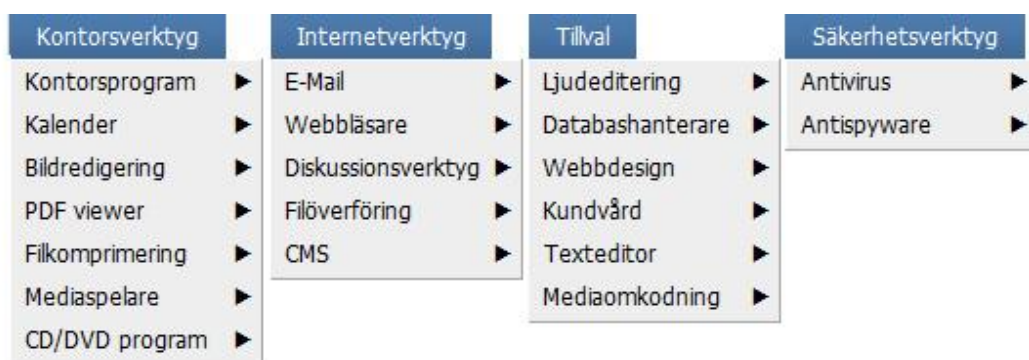 Kontorsverktyg
Kontorsprogram
Kalender
Bildredigering
PDF viewer
Filkomprimering
Mediaspelare
CD/DVD program
Internetverktyg
E-Mail
Webbläsare
Diskussionsverktyg
Filöverföring
CMS
Tillval
Ljudeditering
Databashanterare
Webbdesign
Kundvård
Texteditor
Mediaomkodning
Säkerhetsverktyg
Antivirus
Antispyware